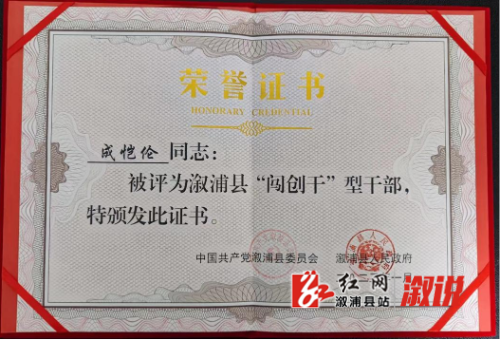 荣誉证书
HONORARY CREDENTIAL
成恺伦同志：
被评为溆浦县“闯创干”型干部，
特颁发此证书。
中国共产党溆浦县委员会 溆浦县人民政府
红网 溆说
溆浦县站